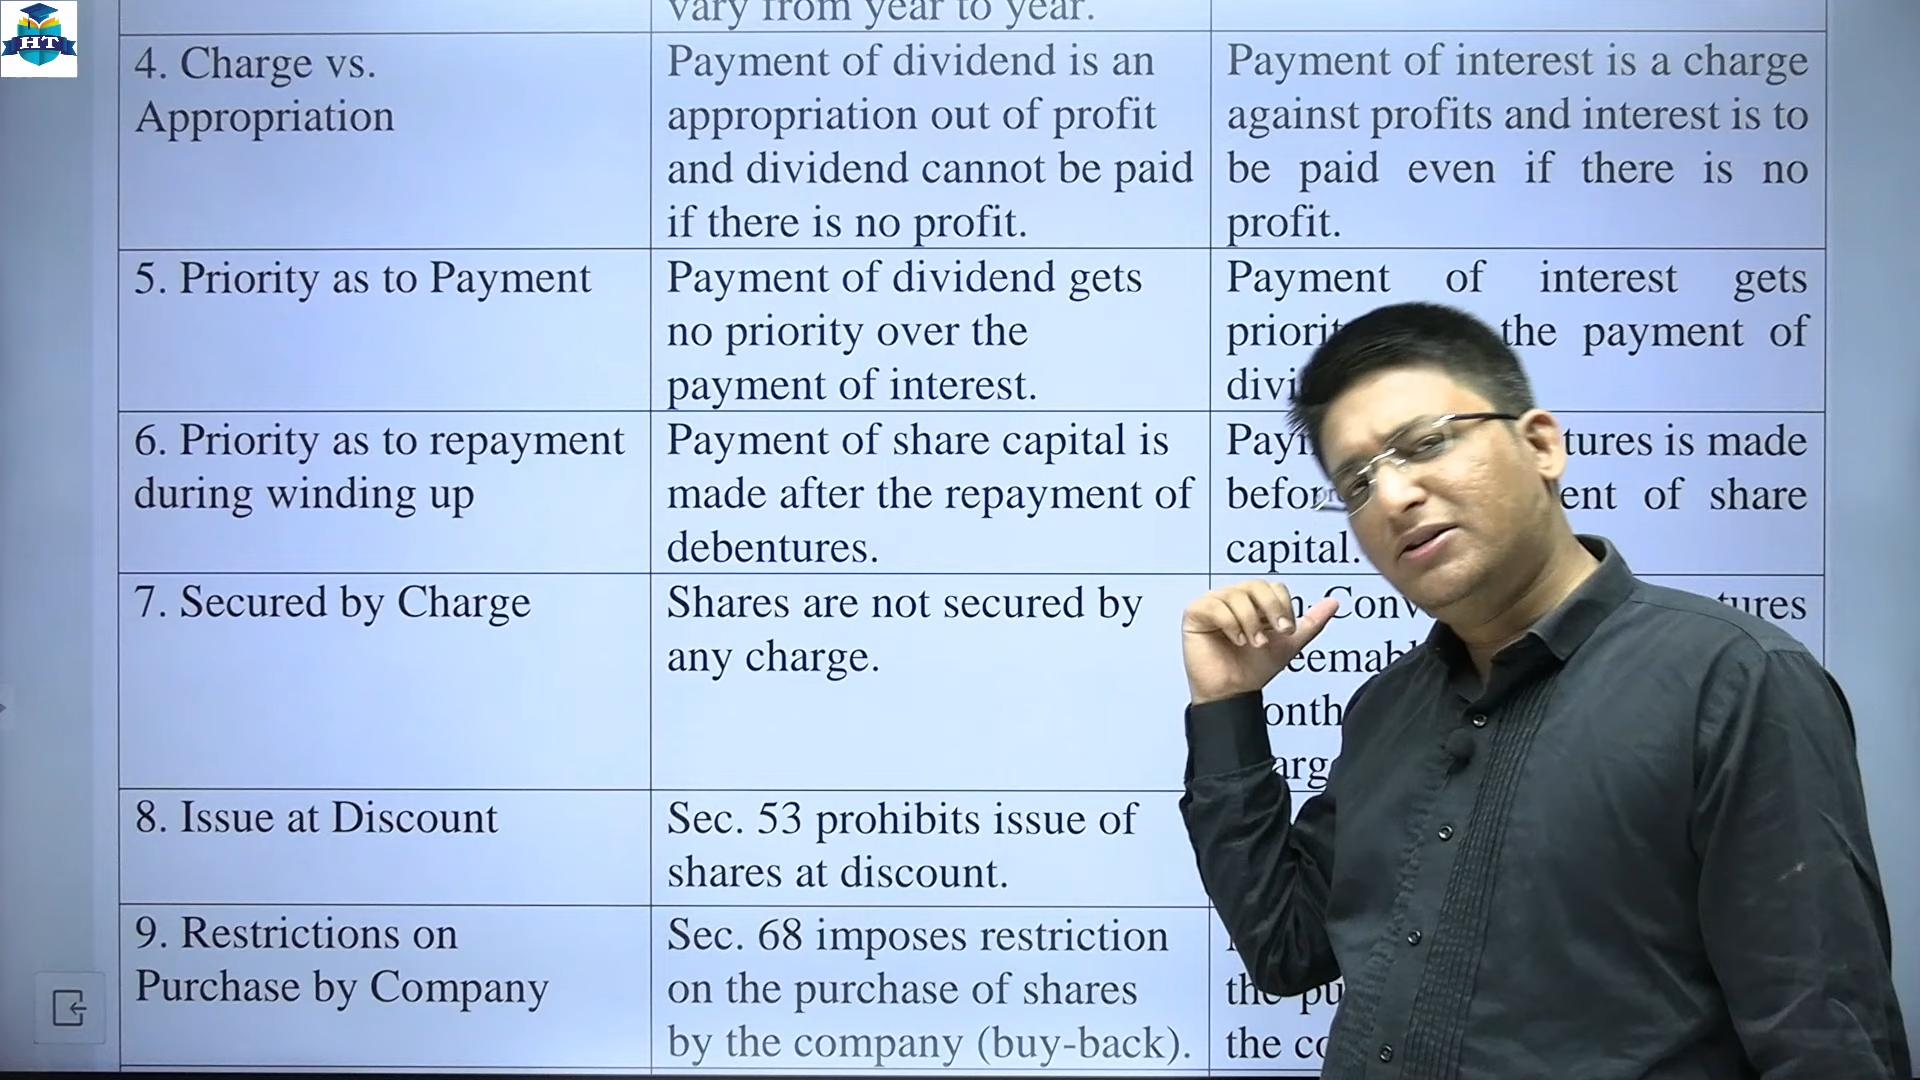 HT
vary from year to year.
4. Charge vs.
Appropriation
Payment of dividend is an
appropriation out of profit
and dividend cannot be paid
if there is no profit.
Payment of interest is a charge
against profits and interest is to
be paid even if there is no
profit.
5. Priority as to Payment
Payment of dividend gets
no priority over the
payment of interest.
Payment of interest gets
the payment of
6. Priority as to repayment
during winding up
Payment of share capital is
made after the repayment of
debentures.
is made
of share
capital.
7. Secured by Charge
Shares are not secured by
any charge.
8. Issue at Discount
Sec. 53 prohibits issue of
shares at discount.
9. Restrictions on
Purchase by Company
Sec. 68 imposes restriction
on the purchase of shares
by the company (buy-back).
the
the